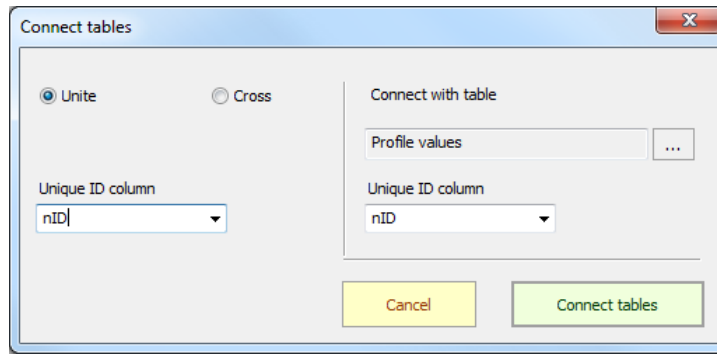 Connect tables
Unite
Cross
Connect with table
Profile values
...
Unique ID column
Unique ID column
nID
nID
Cancel
Connect tables